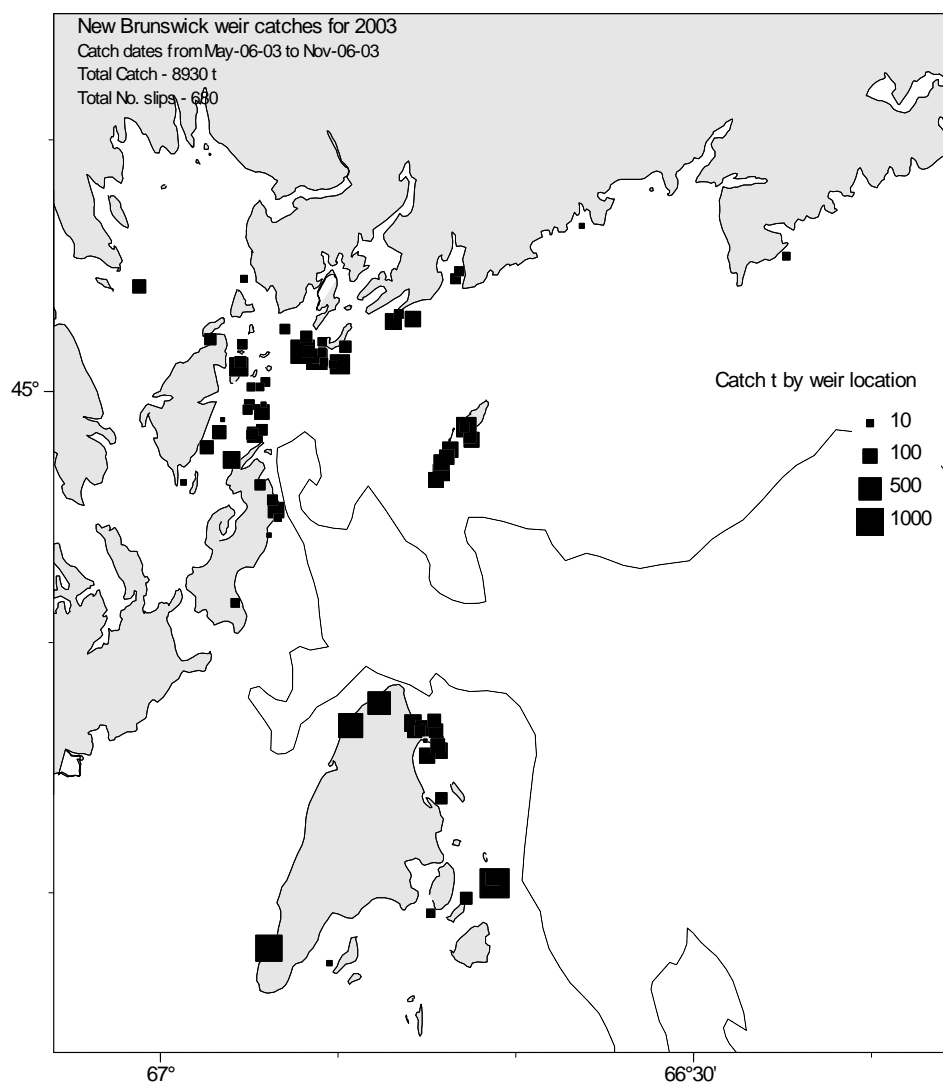 New Brunswick weir catches for 2003
Catch dates from May-06-03 to Nov-06-03
Total Catch - 8930 t
Total No. slips - 680
45°
Catch t by weir location
10
100
500
1000
67°
66°30'